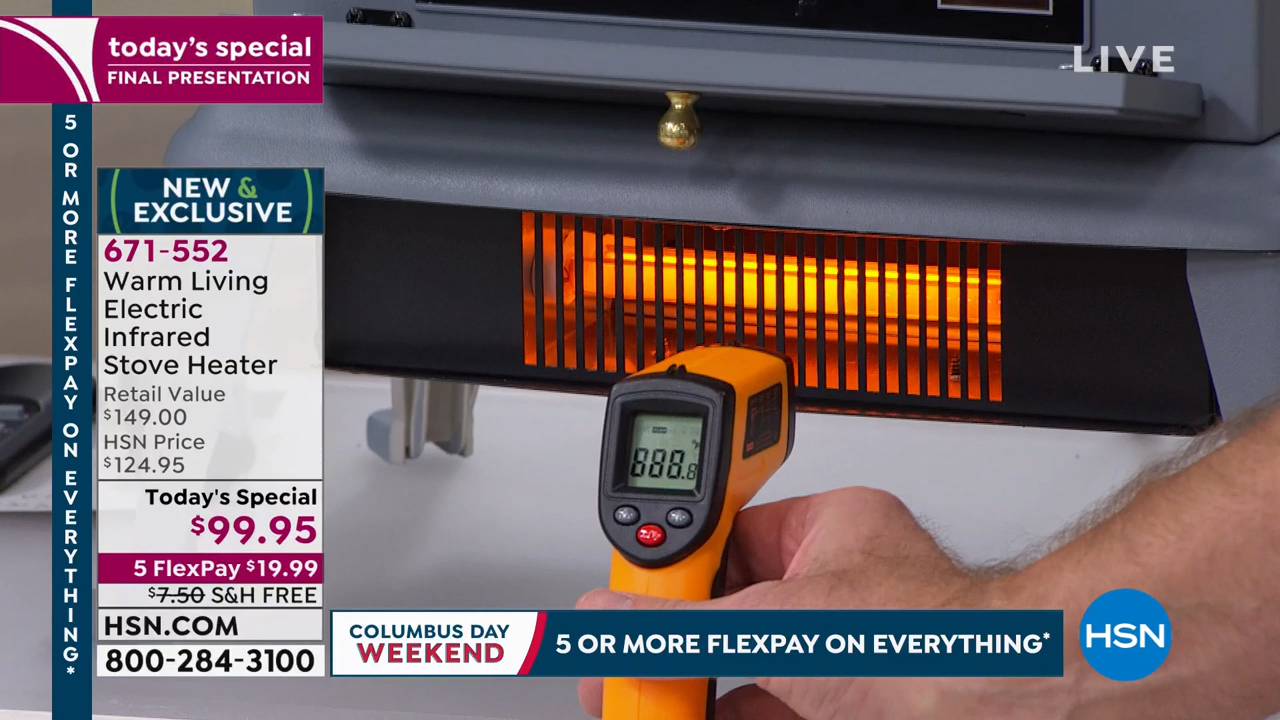 today's special
FINAL PRESENTATION
LIVE
5 OR MORE FLEXPAY ON EVERYTHING*
NEW &
EXCLUSIVE
671-552
Warm Living
Electric
Infrared
Stove Heater
Retail Value
$149.00
HSN Price
$124.95
Today's Special
$99.95
5 FlexPay $19.99
$7.50 S&H FREE
HSN.COM
800-284-3100
888.8
°F
COLUMBUS DAY
WEEKEND
5 OR MORE FLEXPAY ON EVERYTHING*
HSN